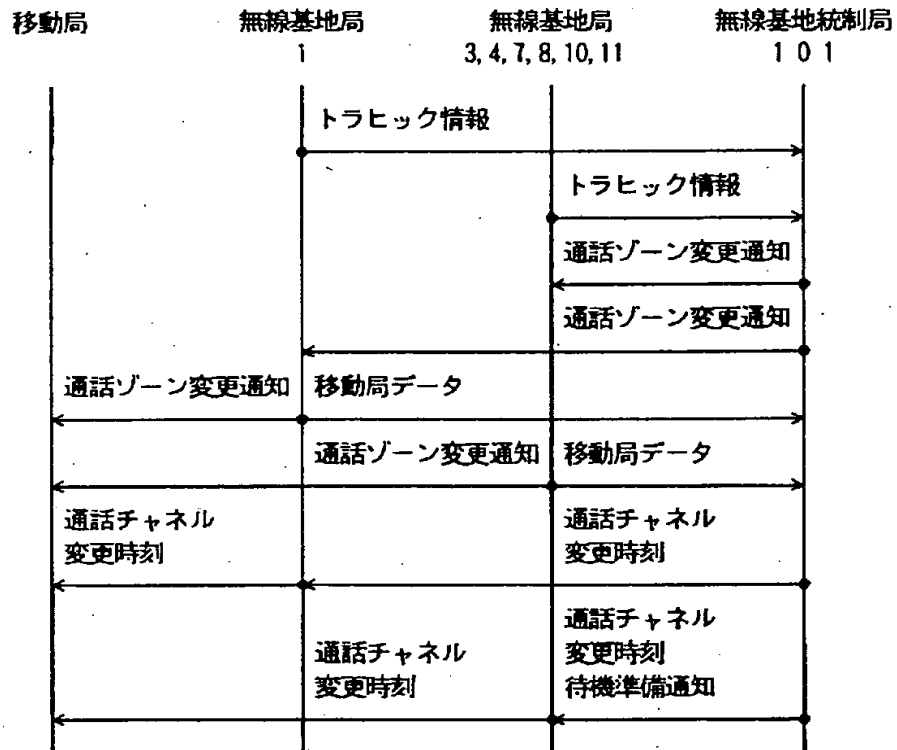 移動局
無線基地局
1
無線基地局
3, 4, 7, 8, 10, 11
無線基地統制局
1 0 1
トラヒック情報
トラヒック情報
通話ゾーン変更通知
通話ゾーン変更通知
通話ゾーン変更通知
移動局データ
通話ゾーン変更通知
移動局データ
通話チャネル
変更時刻
通話チャネル
変更時刻
通話チャネル
変更時刻
通話チャネル
変更時刻
待機準備通知